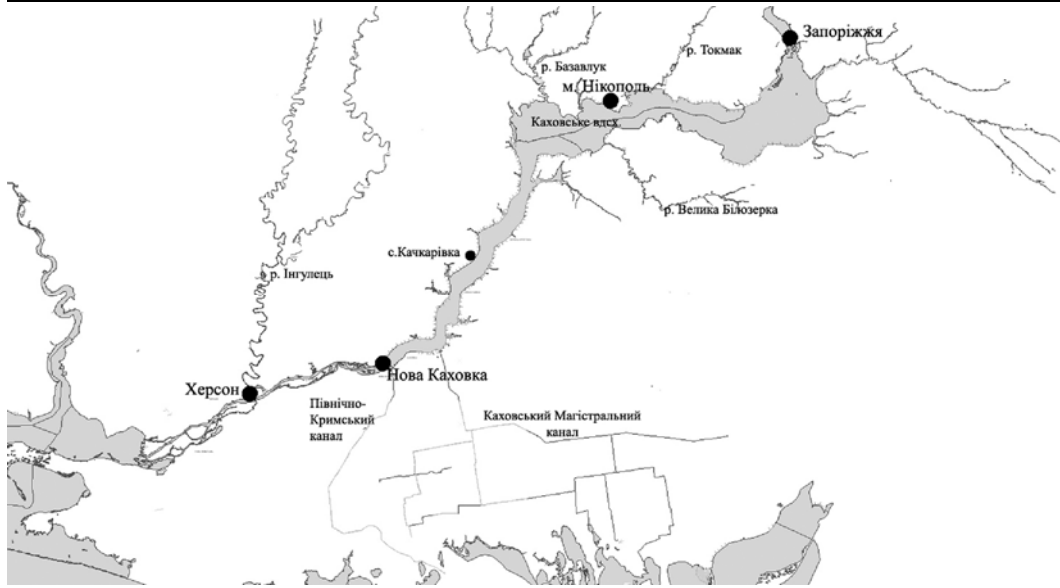 Запоріжжя
р. Токмак
р. Базавлук
м. Нікополь
Каховське вдсх.
р. Велика Білозерка
с.Качкарівка
р. Інгулець
Нова Каховка
Херсон
Північно-
Кримський
канал
Каховський Магістральний
канал